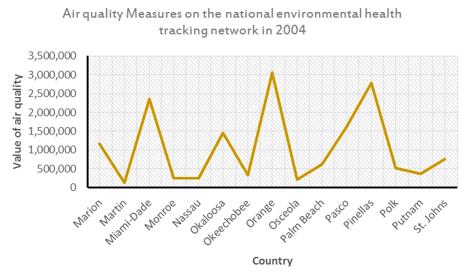 Air quality Measures on the national environmental health
tracking network in 2004
Value of air quality
3,500,000
3,000,000
2,500,000
2,000,000
1,500,000
1,000,000
500,000
0
Marion
Martin
Miami-Dade
Monroe
Nassau
Okaloosa
Okeechobee
Orange
Osceola
Palm Beach
Pasco
Pinellas
Polk
Putnam
St. Johns
Country